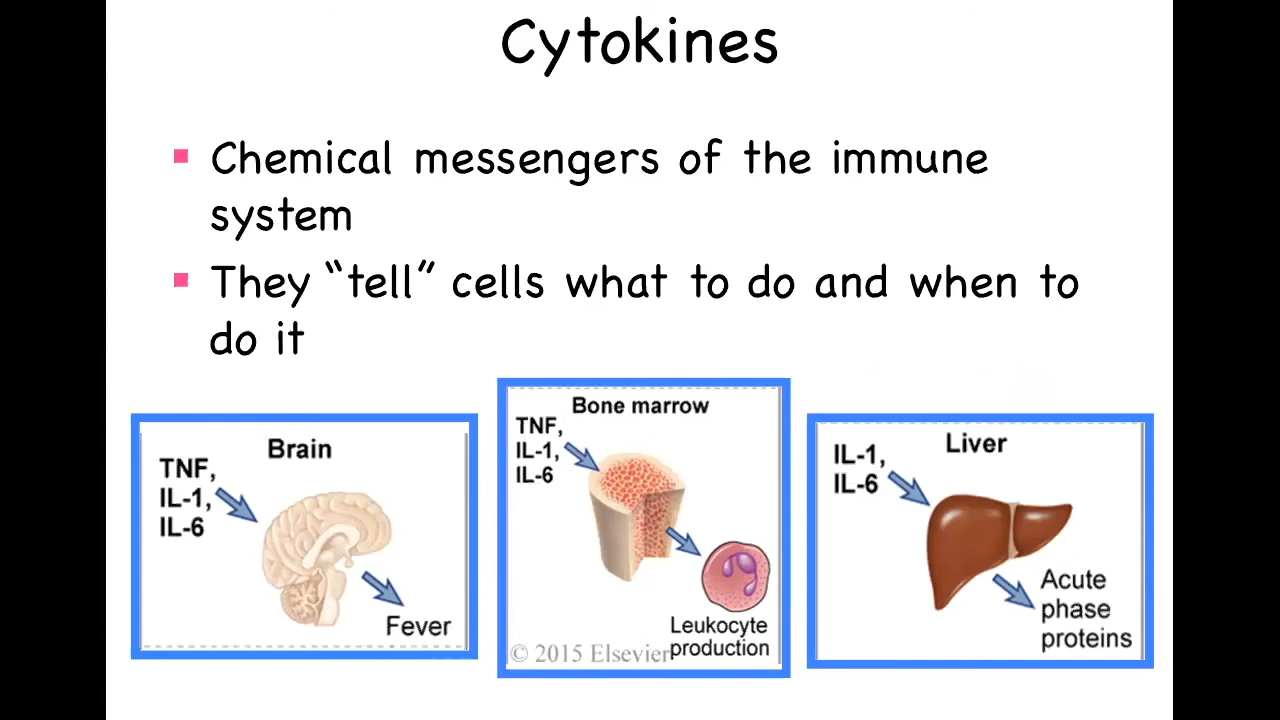 Cytokines
Chemical messengers of the immune
system
They “tell” cells what to do and when to
do it
Brain
TNF,
IL-1,
IL-6
Fever
Bone marrow
TNF,
IL-1,
IL-6
Leukocyte
production
© 2015 Elsevier
Liver
IL-1,
IL-6
Acute
phase
proteins